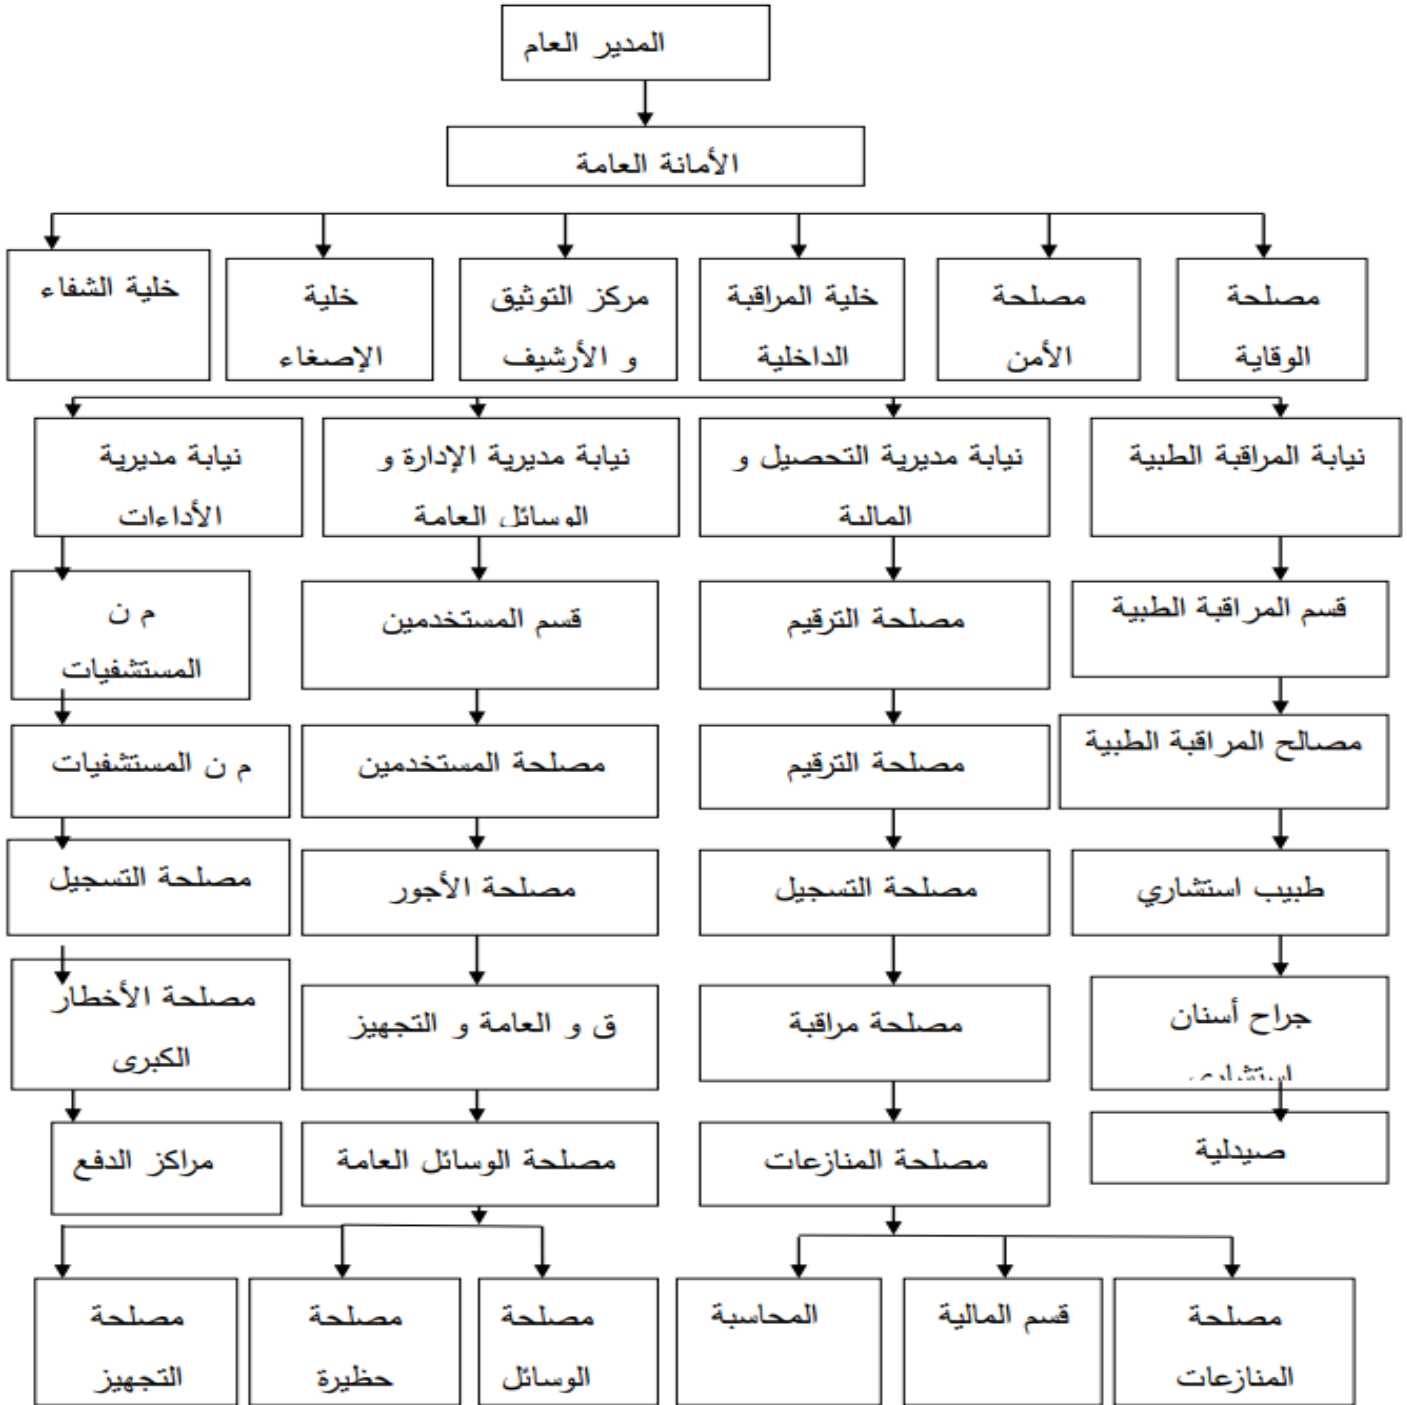 المدير العام
الأمانة العامة
مصلحة
الوقاية
مصلحة
الأمن
خلية المراقبة
الداخلية
مركز التوثيق
و الأرشيف
خلية
الإصغاء
خلية الشفاء
نيابة المراقبة الطبية
نيابة مديرية التحصيل و
المالية
نيابة مديرية الإدارة و
الوسائل العامة
نيابة مديرية
الأداءات
قسم المراقبة الطبية
مصلحة الترقيم
قسم المستخدمين
م ن
المستشفيات
مصالح المراقبة الطبية
مصلحة الترقيم
مصلحة المستخدمين
م ن المستشفيات
طبيب استشاري
مصلحة التسجيل
مصلحة الأجور
مصلحة التسجيل
جراح أسنان
استشاري
مصلحة مراقبة
ق و العامة و التجهيز
مصلحة الأخطار
الكبرى
صيدلية
مصلحة المنازعات
مصلحة الوسائل العامة
مراكز الدفع
مصلحة
المنازعات
قسم المالية
المحاسبة
مصلحة
الوسائل
مصلحة
حظيرة
مصلحة
التجهيز